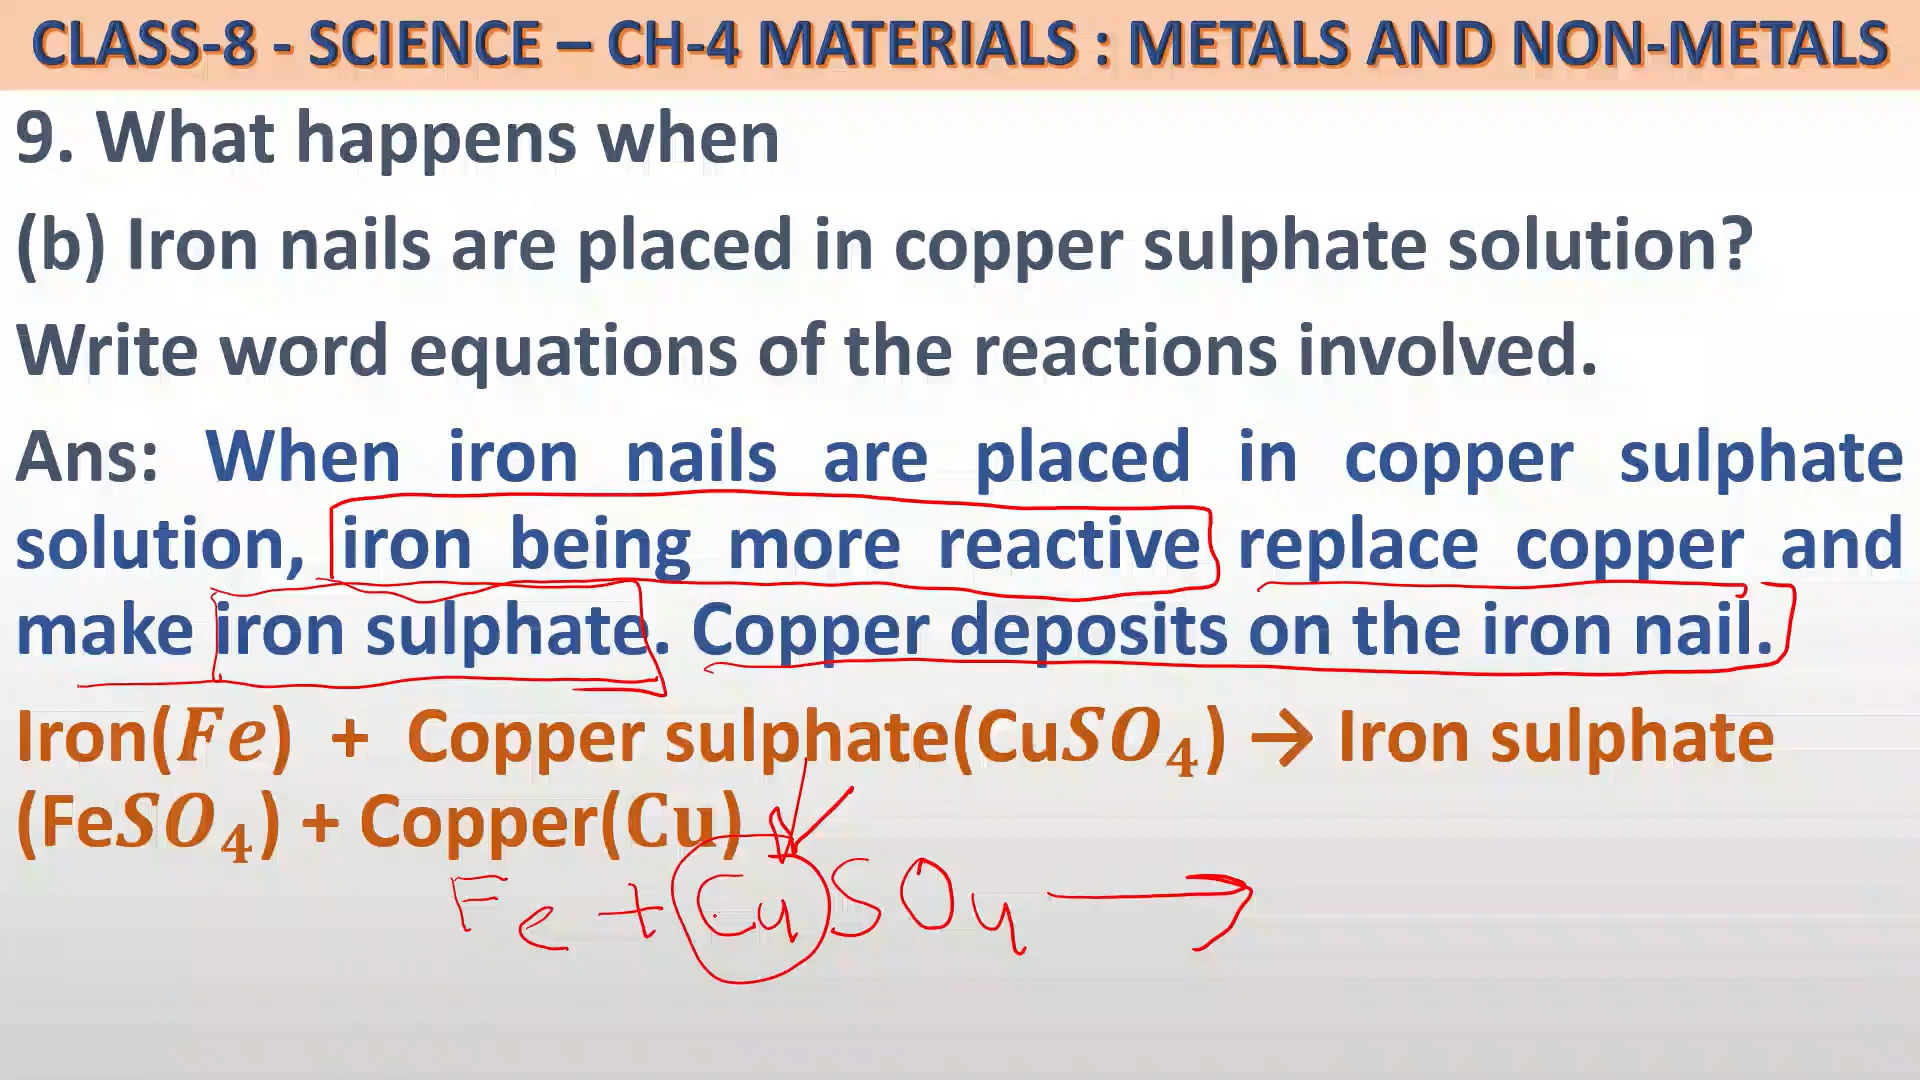 CLASS-8 - SCIENCE – CH-4 MATERIALS : METALS AND NON-METALS
9. What happens when
(b) Iron nails are placed in copper sulphate solution?
Write word equations of the reactions involved.
Ans: When iron nails are placed in copper sulphate
solution, iron being more reactive replace copper and
make iron sulphate. Copper deposits on the iron nail.
Iron(Fe) + Copper sulphate(CuSO₄) → Iron sulphate
(FeSO₄) + Copper(Cu)
Fe + CuSO₄ →